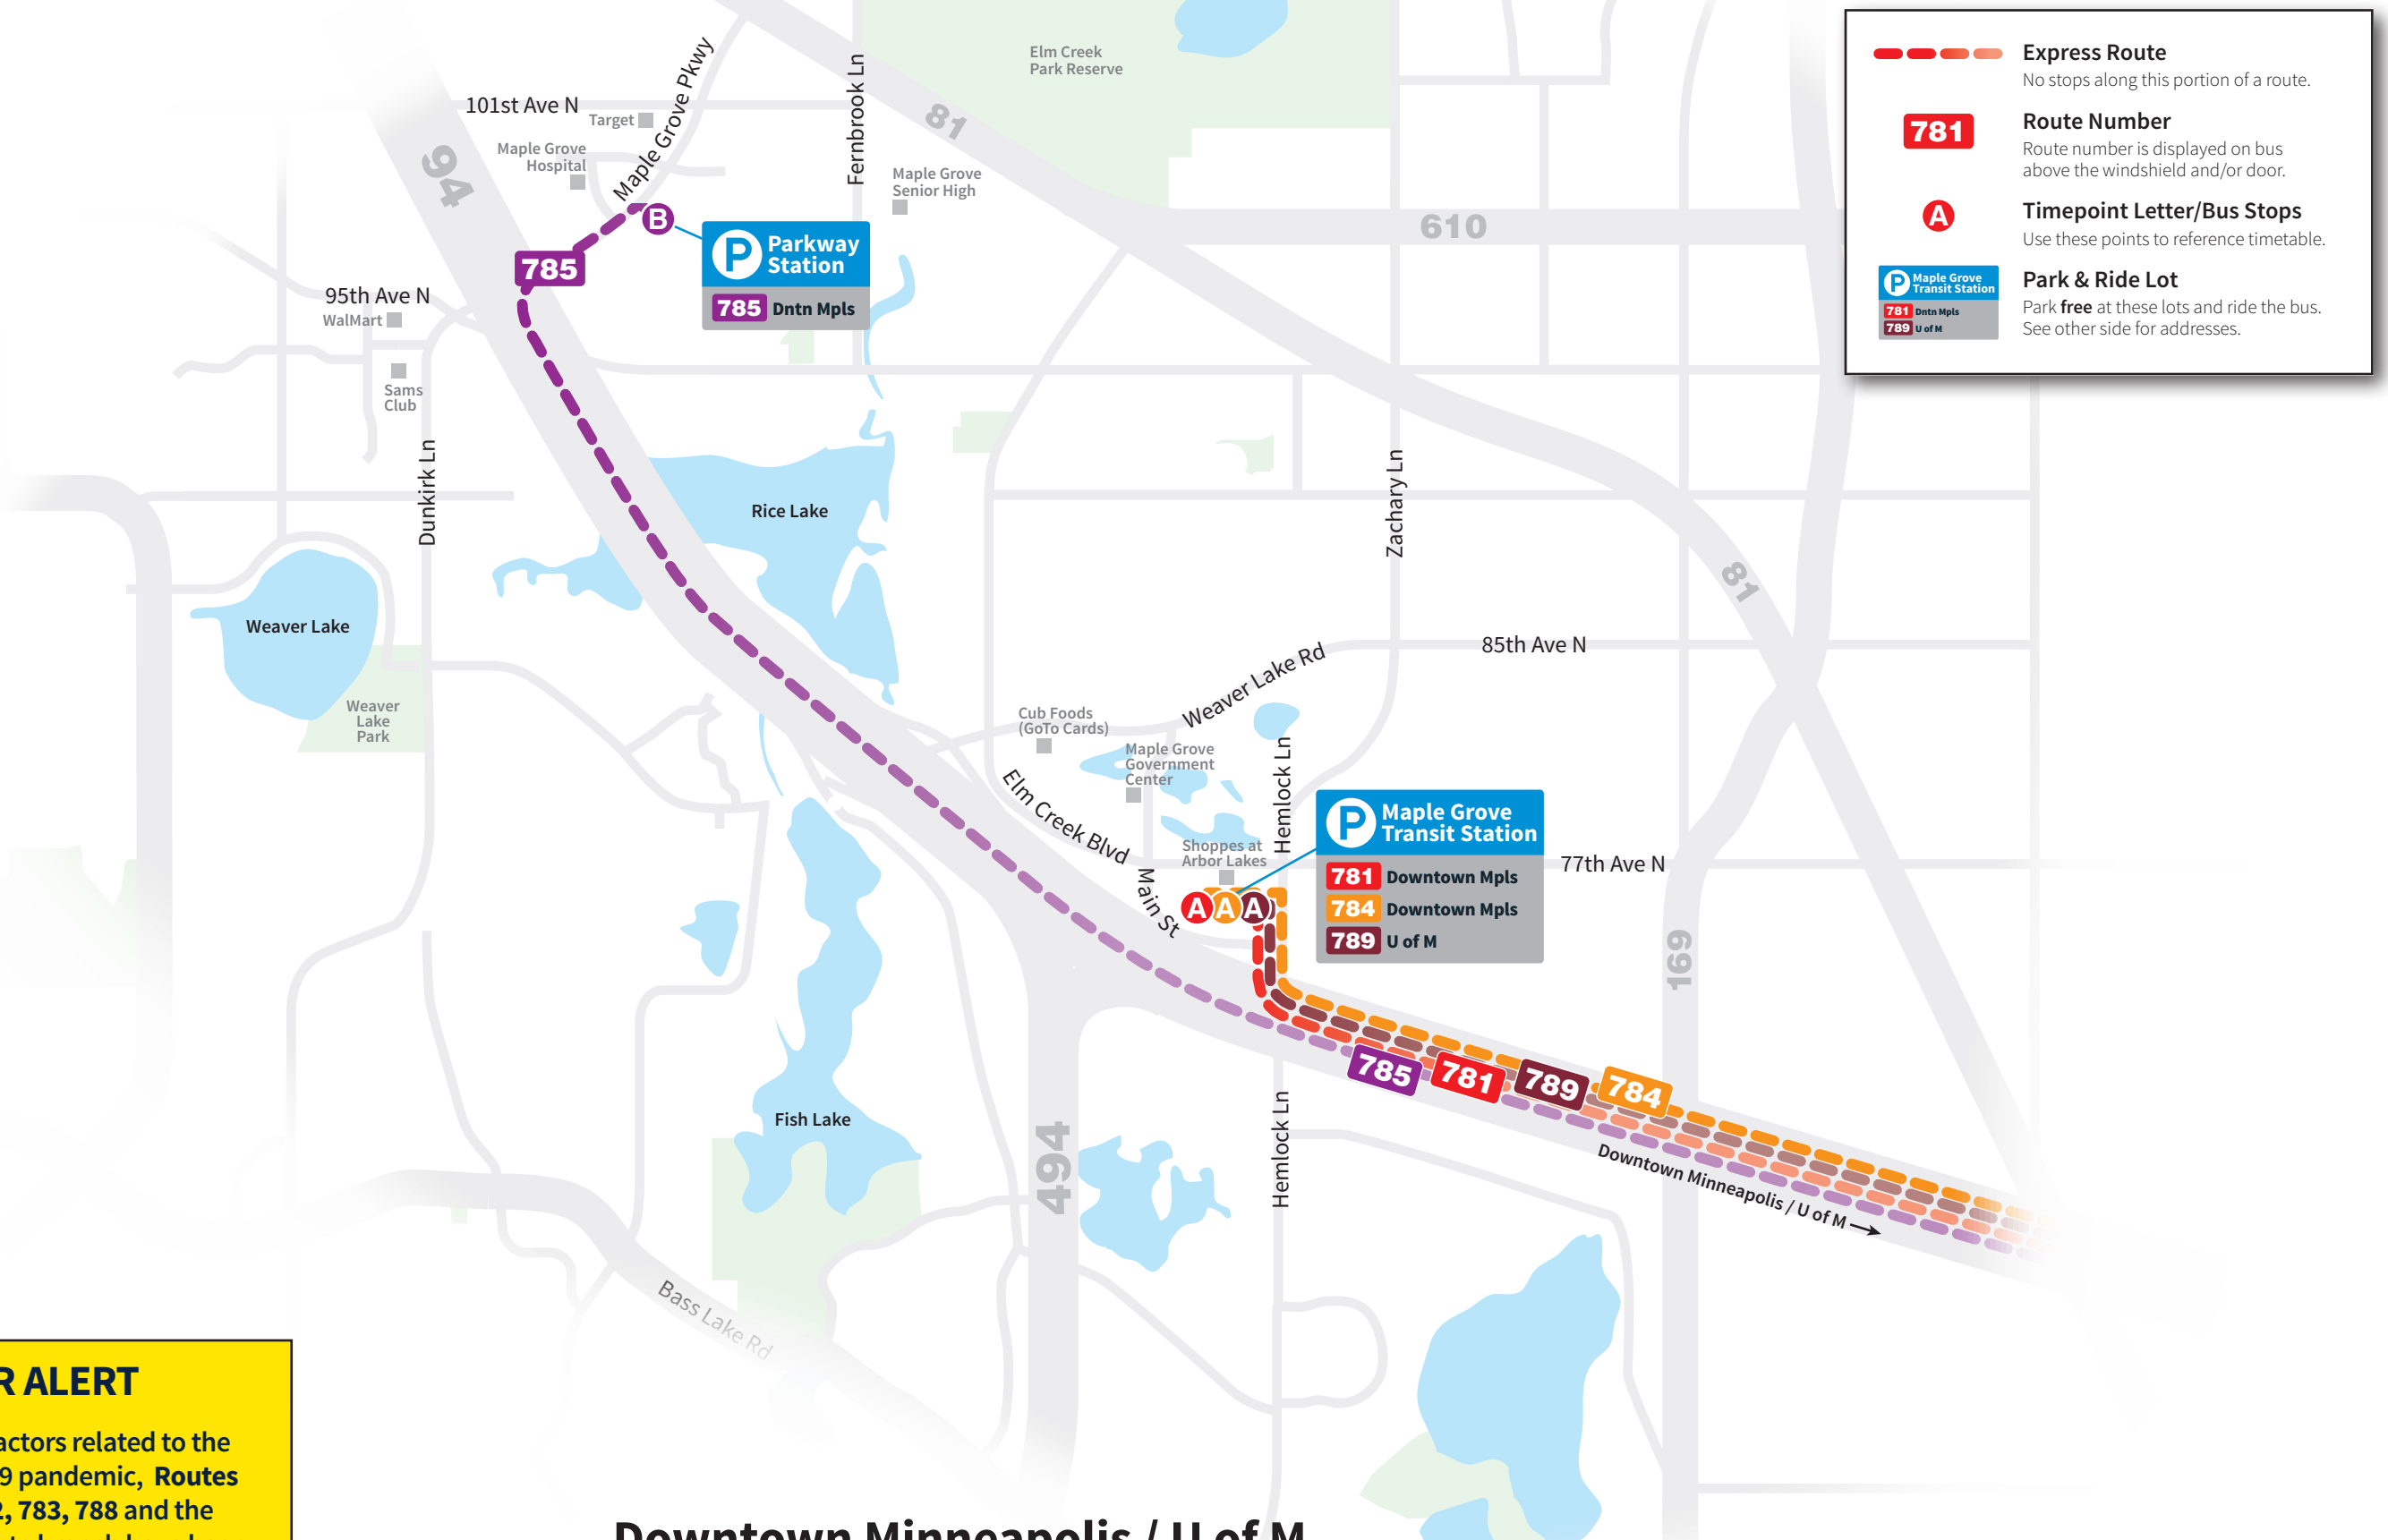 Express Route
No stops along this portion of a route.
781
Route Number
Route number is displayed on bus
above the windshield and/or door.
A
Timepoint Letter/Bus Stops
Use these points to reference timetable.
P Maple Grove
Transit Station
781 Dntn Mpls
789 U of M
Park & Ride Lot
Park free at these lots and ride the bus.
See other side for addresses.
Elm Creek
Park Reserve
Maple Grove Pkwy
Fernbrook Ln
81
101st Ave N
Target
Maple Grove
Hospital
94
Maple Grove
Senior High
B
610
P Parkway
Station
785 Dntn Mpls
785
95th Ave N
WalMart
Sams
Club
Dunkirk Ln
Rice Lake
Zachary Ln
81
Weaver Lake
85th Ave N
Weaver Lake Rd
Weaver
Lake
Park
Cub Foods
(GoTo Cards)
Maple Grove
Government
Center
Hemlock Ln
Elm Creek Blvd
Shoppes at
Arbor Lakes
P Maple Grove
Transit Station
781 Downtown Mpls
784 Downtown Mpls
789 U of M
77th Ave N
Main St
A A A
169
785
781
789
784
Fish Lake
494
Hemlock Ln
Downtown Minneapolis / U of M
Bass Lake Rd
R ALERT
actors related to the
9 pandemic, Routes
2, 783, 788 and the
Downtown Minneapolis / U of M